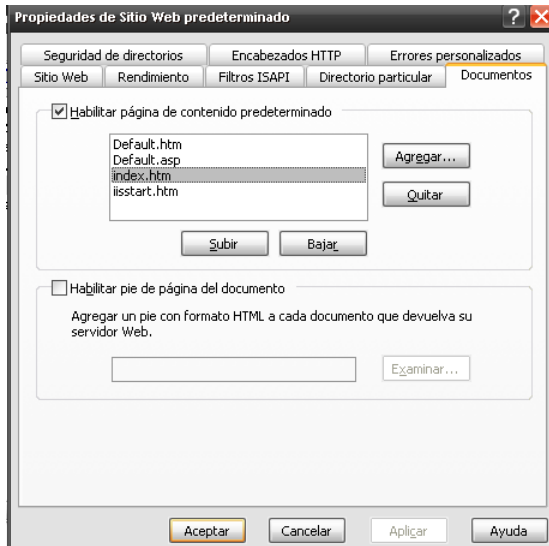 Propiedades de Sitio Web predeterminado
Seguridad de directorios Encabezados HTTP Errores personalizados
Sitio Web Rendimiento Filtros ISAPI Directorio particular Documentos
Habilitar página de contenido predeterminado
Default.htm
Default.asp
index.htm
iisstart.htm
Agregar...
Quitar
Subir Bajar
Habilitar pie de página del documento
Agregar un pie con formato HTML a cada documento que devuelva su
servidor Web.
Examinar...
Aceptar Cancelar Aplicar Ayuda